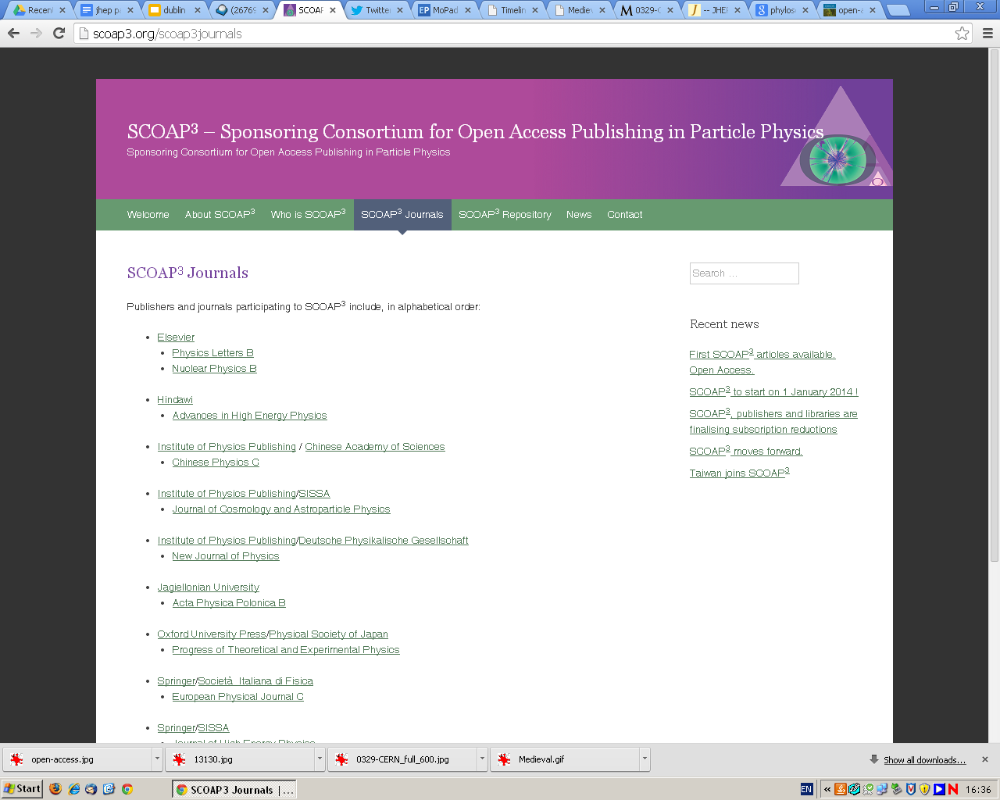 Recent
jhep p
dublin
(26769
SCOAP
Twitter
MoPad
Timelin
Mediev
0329-C
-- JHEP
phylos
open-a
scoap3.org/scoap3journals
SCOAP³ – Sponsoring Consortium for Open Access Publishing in Particle Physics
Sponsoring Consortium for Open Access Publishing in Particle Physics
Welcome About SCOAP³ Who is SCOAP³ SCOAP³ Journals SCOAP³ Repository News Contact
SCOAP³ Journals
Publishers and journals participating to SCOAP³ include, in alphabetical order:
Elsevier
Physics Letters B
Nuclear Physics B
Hindawi
Advances in High Energy Physics
Institute of Physics Publishing / Chinese Academy of Sciences
Chinese Physics C
Institute of Physics Publishing/SISSA
Journal of Cosmology and Astroparticle Physics
Institute of Physics Publishing/Deutsche Physikalische Gesellschaft
New Journal of Physics
Jagiellonian University
Acta Physica Polonica B
Oxford University Press/Physical Society of Japan
Progress of Theoretical and Experimental Physics
Springer/Società Italiana di Fisica
European Physical Journal C
Springer/SISSA
Journal of High Energy Physics
Search ...
Recent news
First SCOAP³ articles available.
Open Access.
SCOAP³ to start on 1 January 2014 !
SCOAP³, publishers and libraries are
finalising subscription reductions
SCOAP³ moves forward.
Taiwan joins SCOAP³
open-access.jpg
13130.jpg
0329-CERN_full_600.jpg
Medieval.gif
Show all downloads...
Start
SCOAP3 Journals |...
EN
16:36